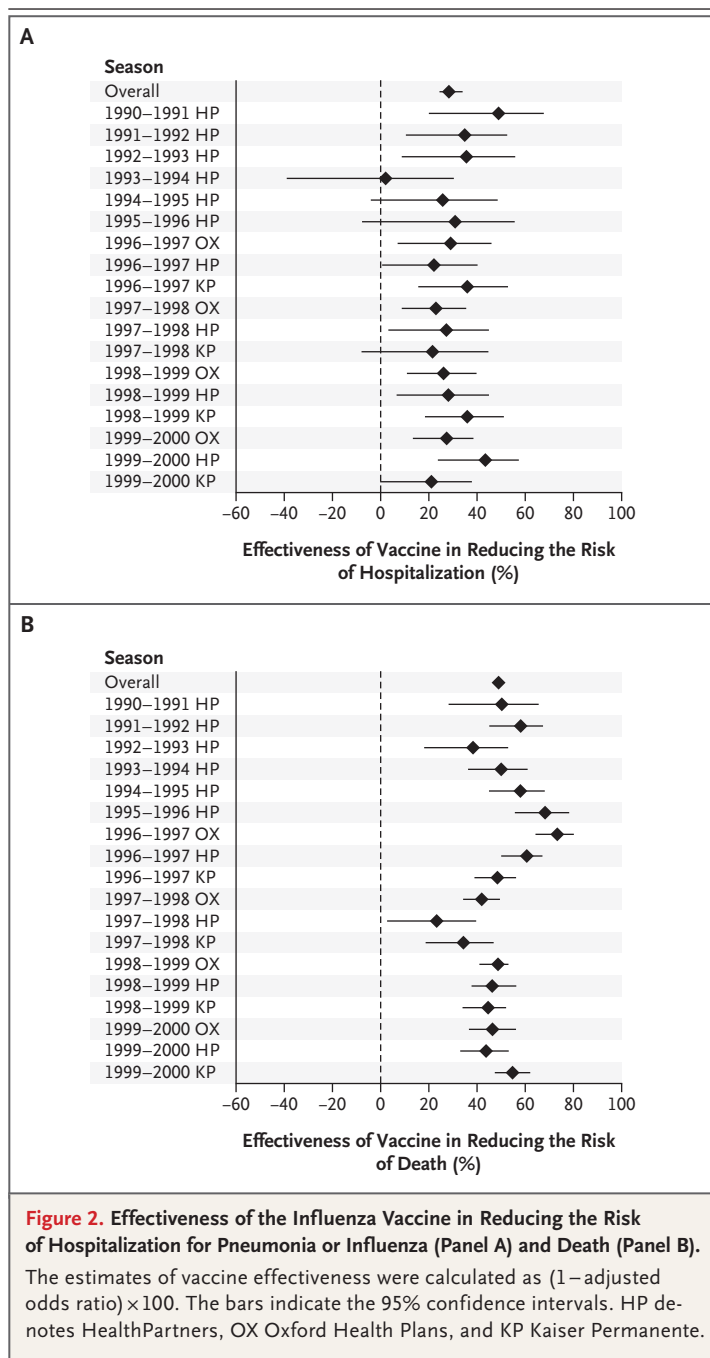 A
Season
Overall
1990–1991 HP
1991–1992 HP
1992–1993 HP
1993–1994 HP
1994–1995 HP
1995–1996 HP
1996–1997 OX
1996–1997 HP
1996–1997 KP
1997–1998 OX
1997–1998 HP
1997–1998 KP
1998–1999 OX
1998–1999 HP
1998–1999 KP
1999–2000 OX
1999–2000 HP
1999–2000 KP
–60 –40 –20 0 20 40 60 80 100
Effectiveness of Vaccine in Reducing the Risk
of Hospitalization (%)
B
Season
Overall
1990–1991 HP
1991–1992 HP
1992–1993 HP
1993–1994 HP
1994–1995 HP
1995–1996 HP
1996–1997 OX
1996–1997 HP
1996–1997 KP
1997–1998 OX
1997–1998 HP
1997–1998 KP
1998–1999 OX
1998–1999 HP
1998–1999 KP
1999–2000 OX
1999–2000 HP
1999–2000 KP
–60 –40 –20 0 20 40 60 80 100
Effectiveness of Vaccine in Reducing the Risk
of Death (%)
Figure 2. Effectiveness of the Influenza Vaccine in Reducing the Risk
of Hospitalization for Pneumonia or Influenza (Panel A) and Death (Panel B).
The estimates of vaccine effectiveness were calculated as (1–adjusted
odds ratio)×100. The bars indicate the 95% confidence intervals. HP de-
notes HealthPartners, OX Oxford Health Plans, and KP Kaiser Permanente.